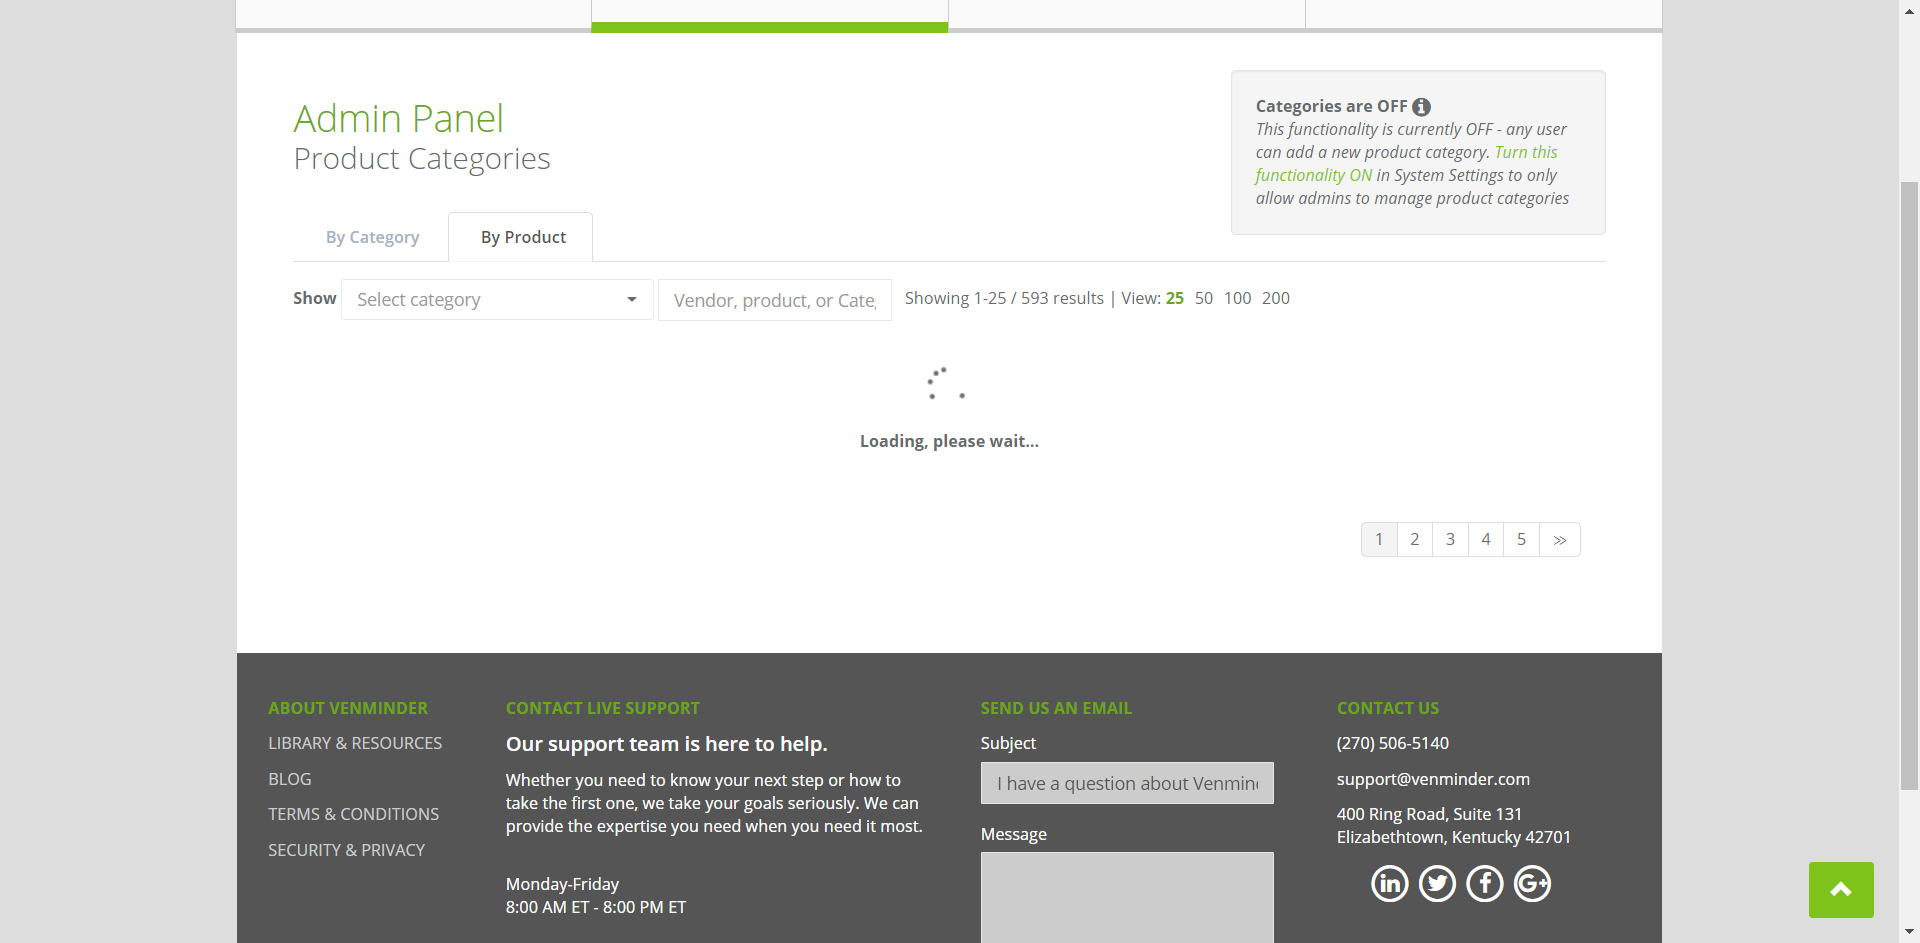 Admin Panel
Product Categories
Categories are OFF
This functionality is currently OFF - any user
can add a new product category. Turn this
functionality ON in System Settings to only
allow admins to manage product categories
By Category
By Product
Show
Select category
Vendor, product, or Cate
Showing 1-25 / 593 results | View: 25 50 100 200
Loading, please wait...
1 2 3 4 5 >>
ABOUT VENMINDER
LIBRARY & RESOURCES
BLOG
TERMS & CONDITIONS
SECURITY & PRIVACY
CONTACT LIVE SUPPORT
Our support team is here to help.
Whether you need to know your next step or how to
take the first one, we take your goals seriously. We can
provide the expertise you need when you need it most.
Monday-Friday
8:00 AM ET - 8:00 PM ET
SEND US AN EMAIL
Subject
I have a question about Venmin
Message
CONTACT US
(270) 506-5140
support@venminder.com
400 Ring Road, Suite 131
Elizabethtown, Kentucky 42701